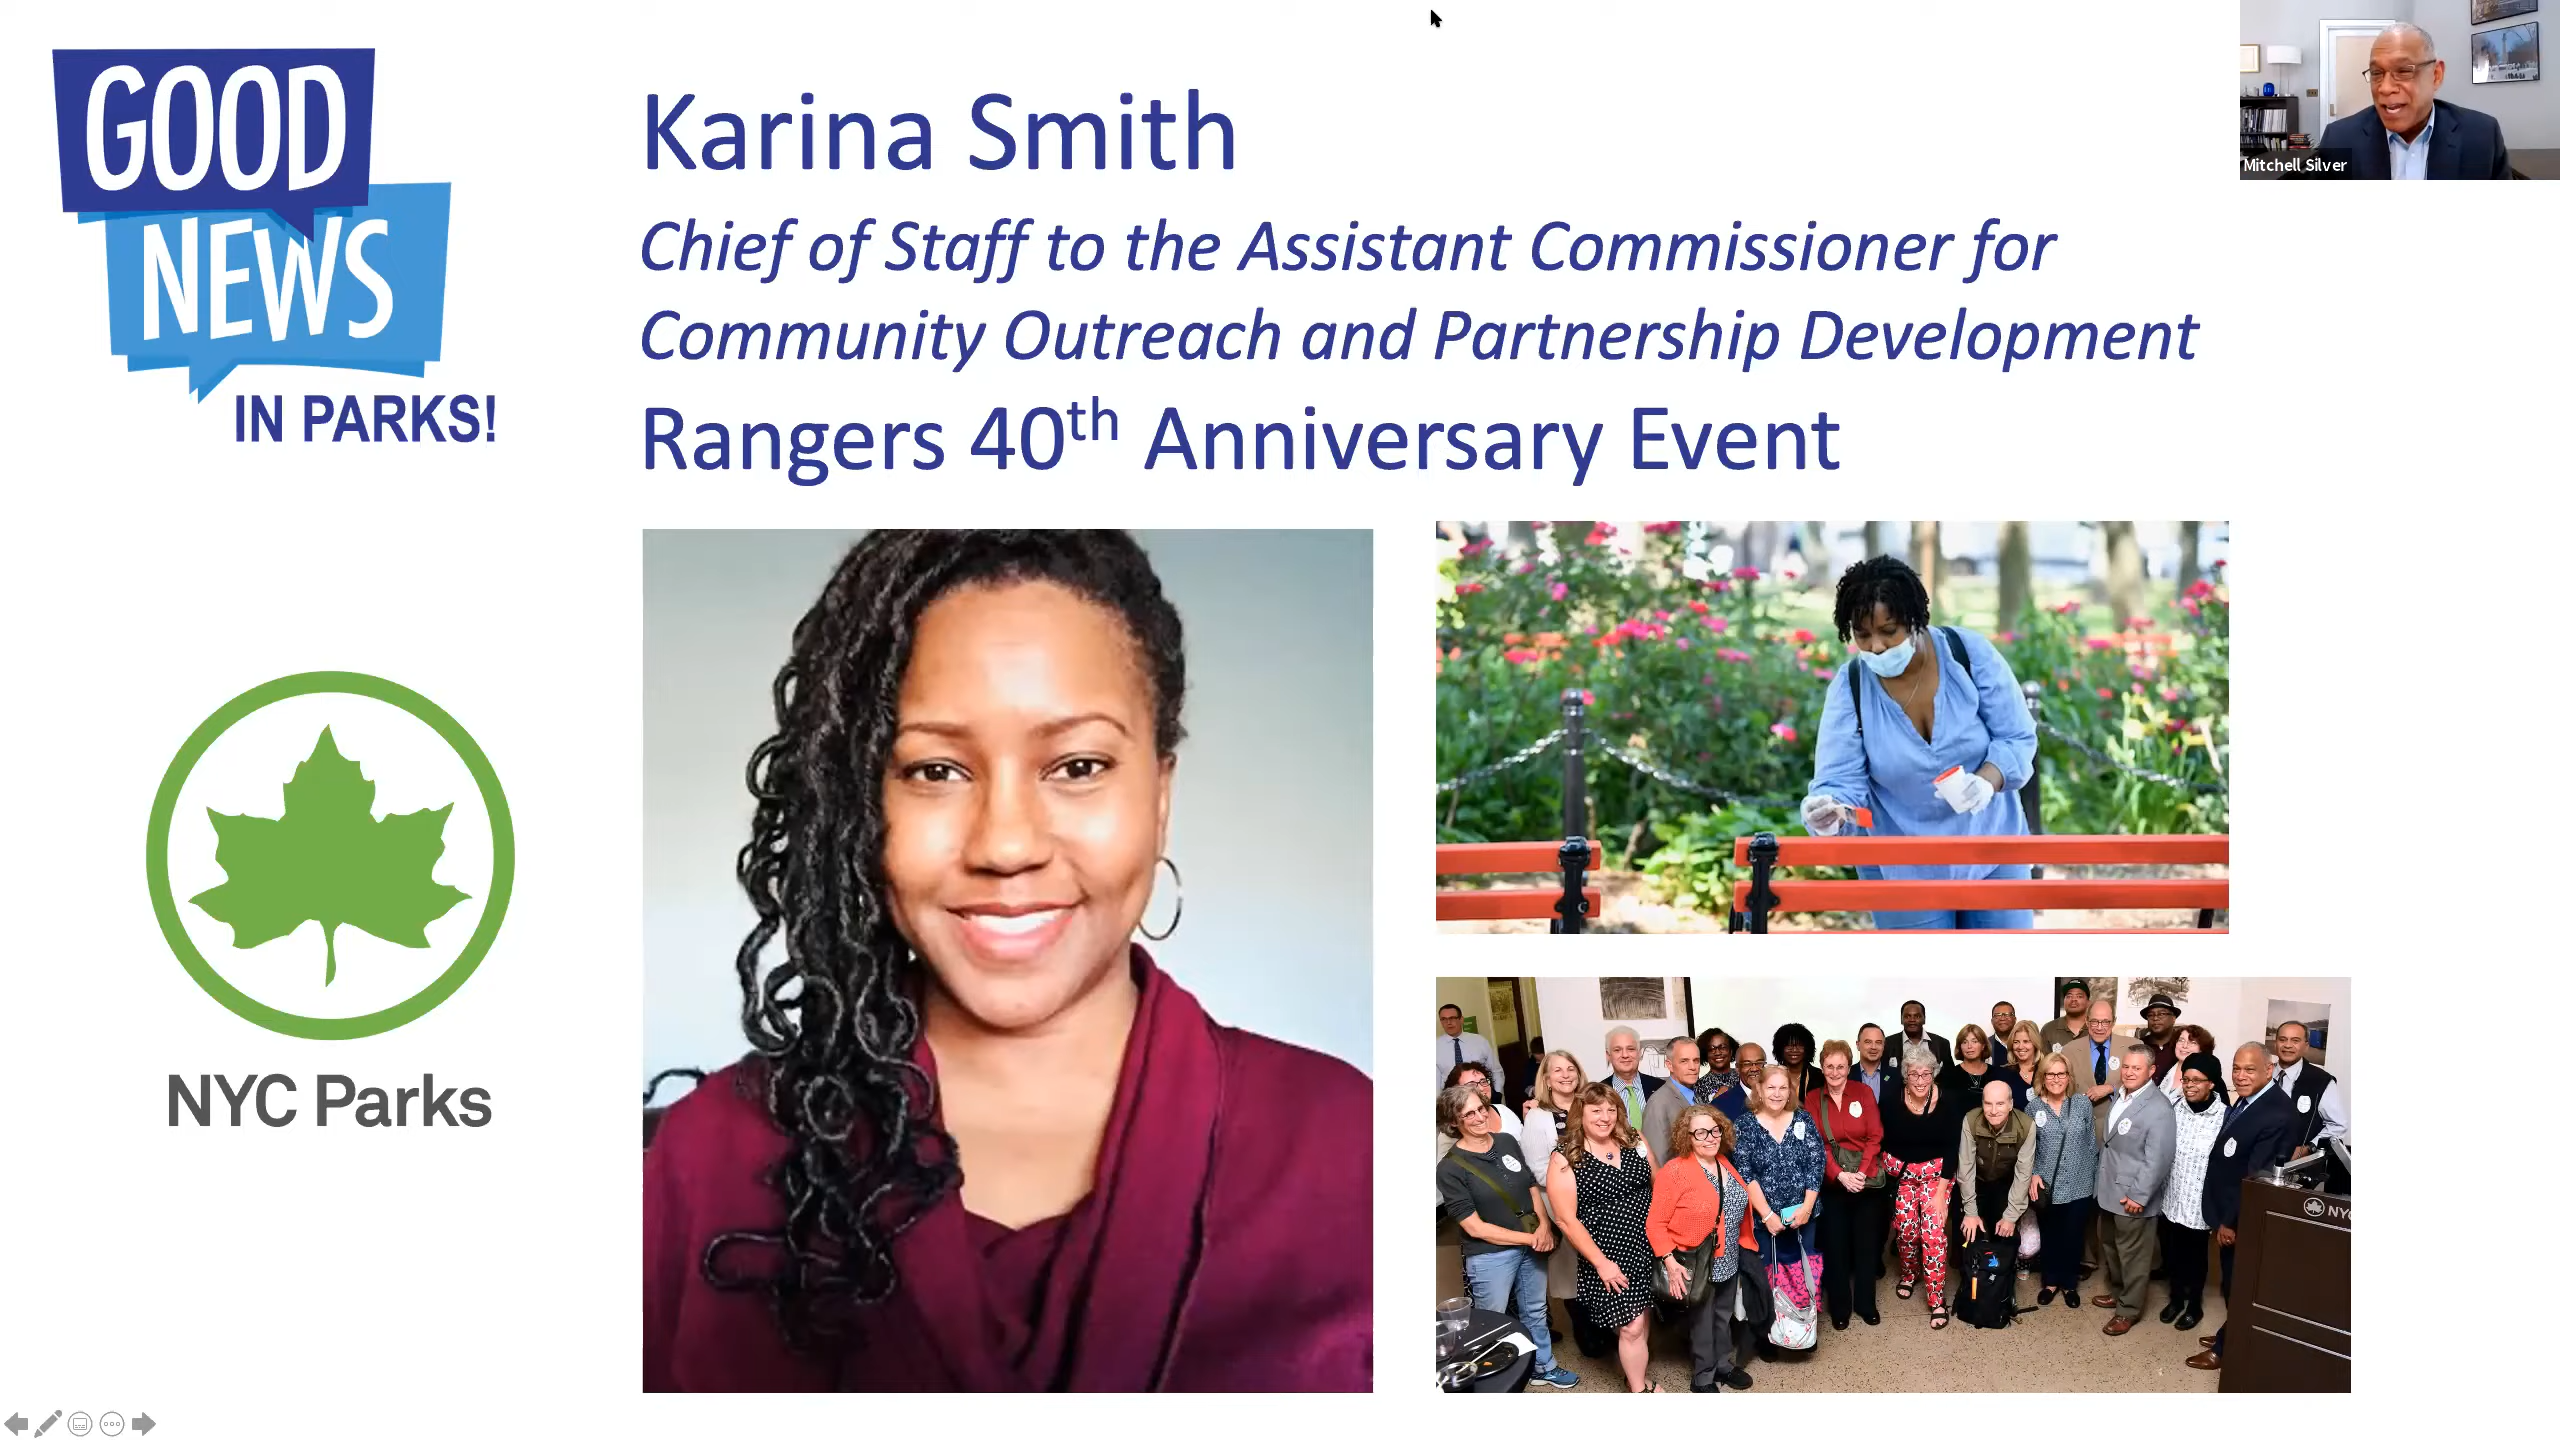 GOOD
NEWS
IN PARKS!
Karina Smith
Chief of Staff to the Assistant Commissioner for
Community Outreach and Partnership Development
Rangers 40th Anniversary Event
Mitchell Silver
NYC Parks
NYC